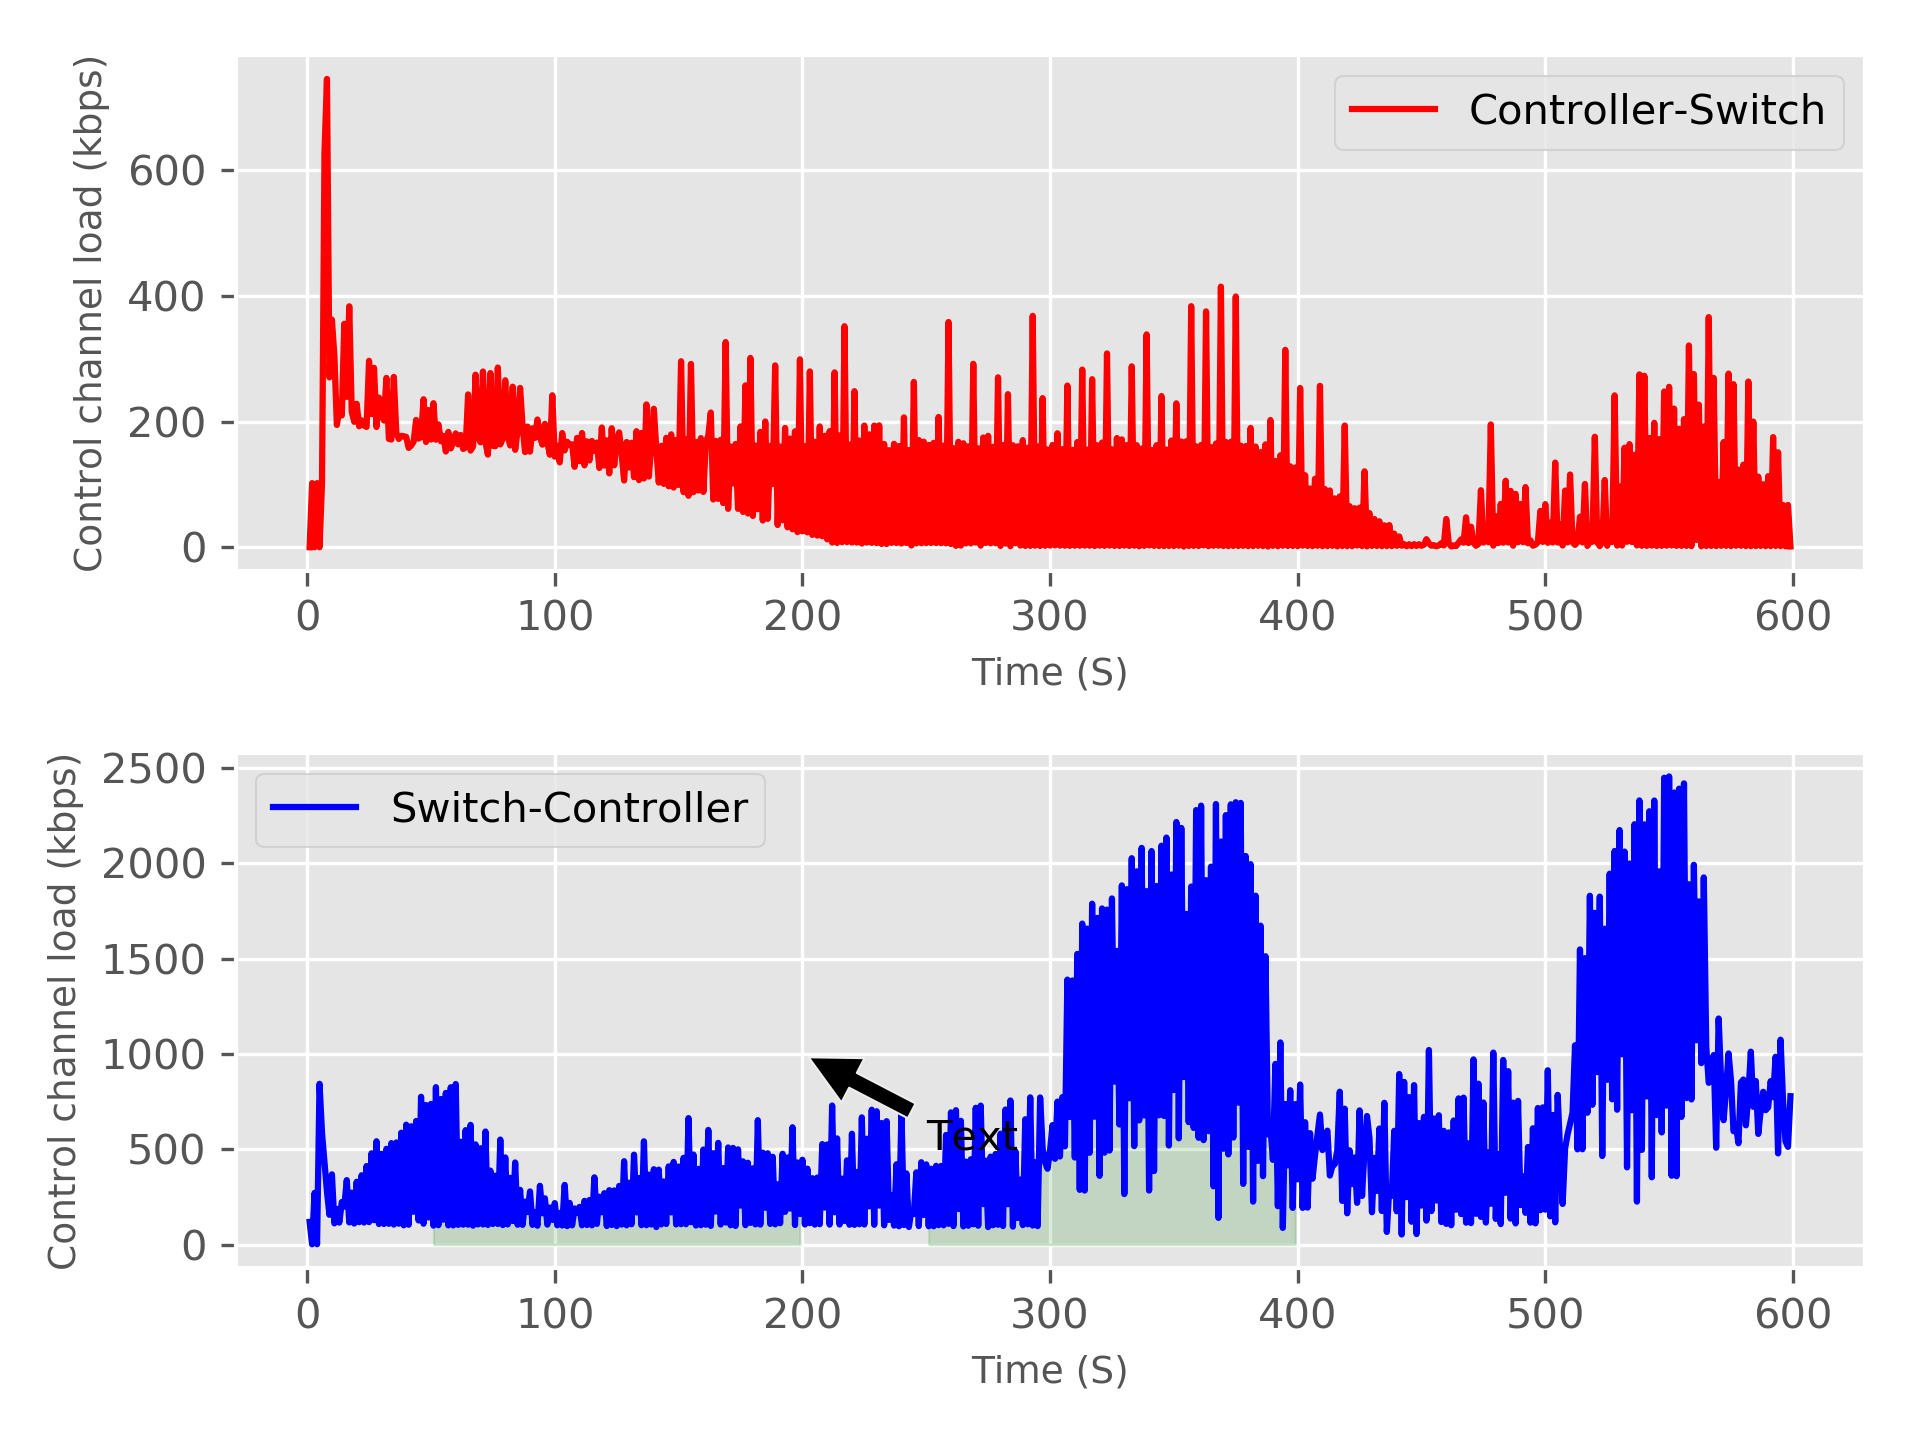 Control channel load (kbps)
600
400
200
0
Controller-Switch
0 100 200 300 400 500 600
Time (S)
Control channel load (kbps)
2500
2000
1500
1000
500
0
Switch-Controller
Text
0 100 200 300 400 500 600
Time (S)